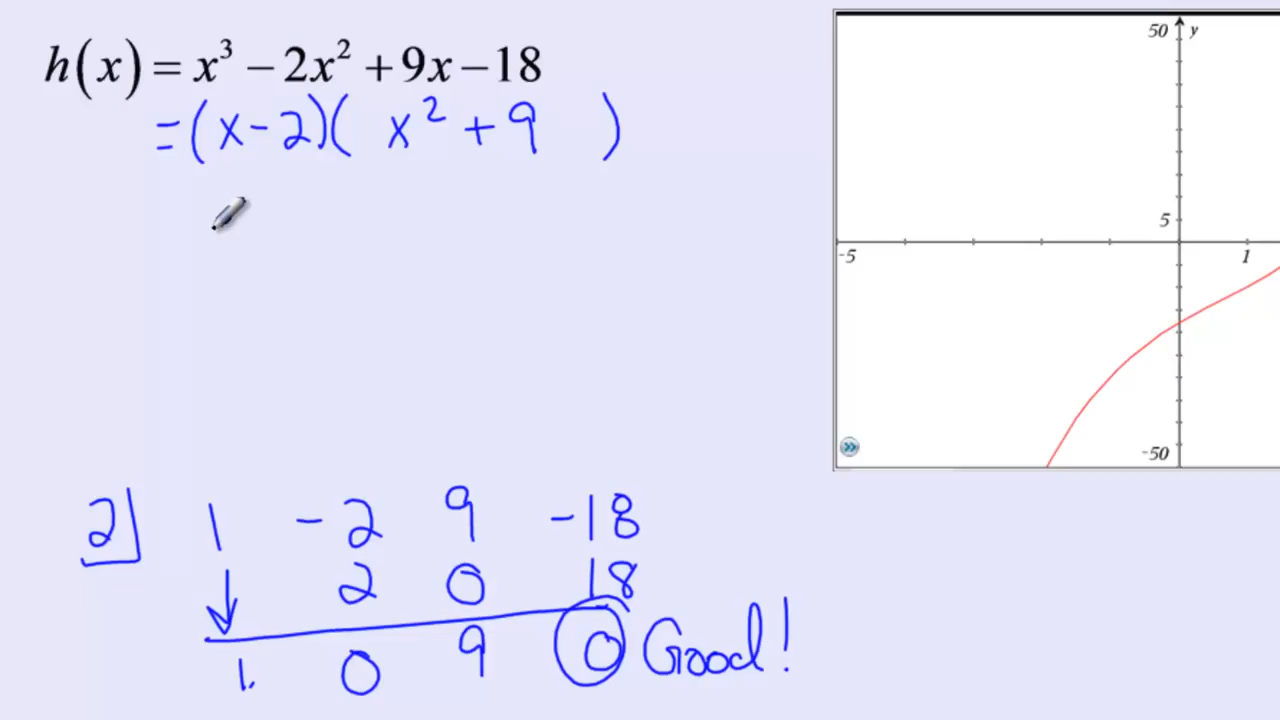 h(x) = x³ − 2x² + 9x − 18
= (x − 2)( x² + 9 )
50 y
5
-5 1
-50
2 1 -2 9 -18
2 0 18
1. 0 9 0 Good!